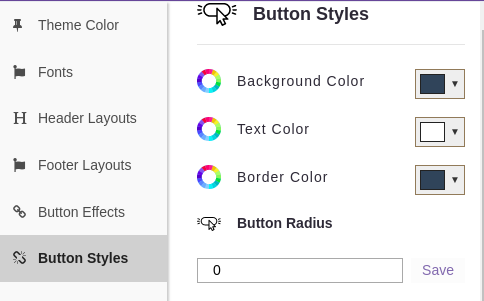 Theme Color
Fonts
Header Layouts
Footer Layouts
Button Effects
Button Styles
Button Styles
Background Color
Text Color
Border Color
Button Radius
0
Save